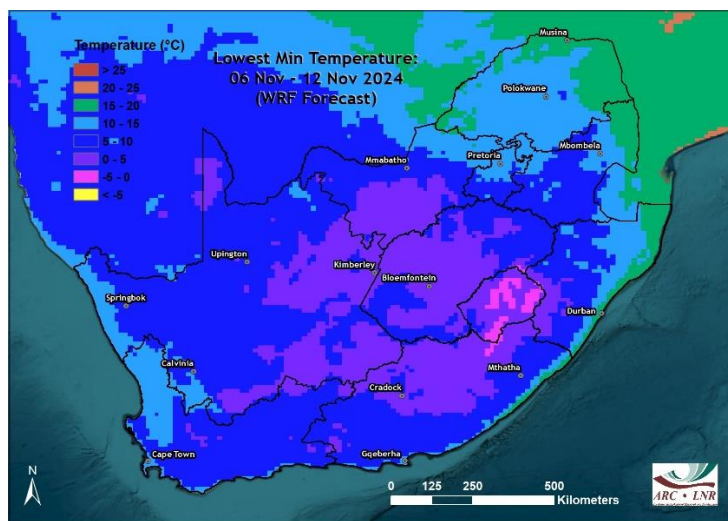 Temperature (°C)
> 25
20 - 25
15 - 20
10 - 15
5 - 10
0 - 5
-5 - 0
< -5
Lowest Min Temperature:
06 Nov - 12 Nov 2024
(WRF Forecast)
Musina
Polokwane
Mbombela
Pretoria
Mmabatho
Upington
Kimberley
Bloemfontein
Springbok
Durban
Calvinia
Mthatha
Cradock
Cape Town
Gqeberha
N
0 125 250 500
Kilometers
ARC • LNR